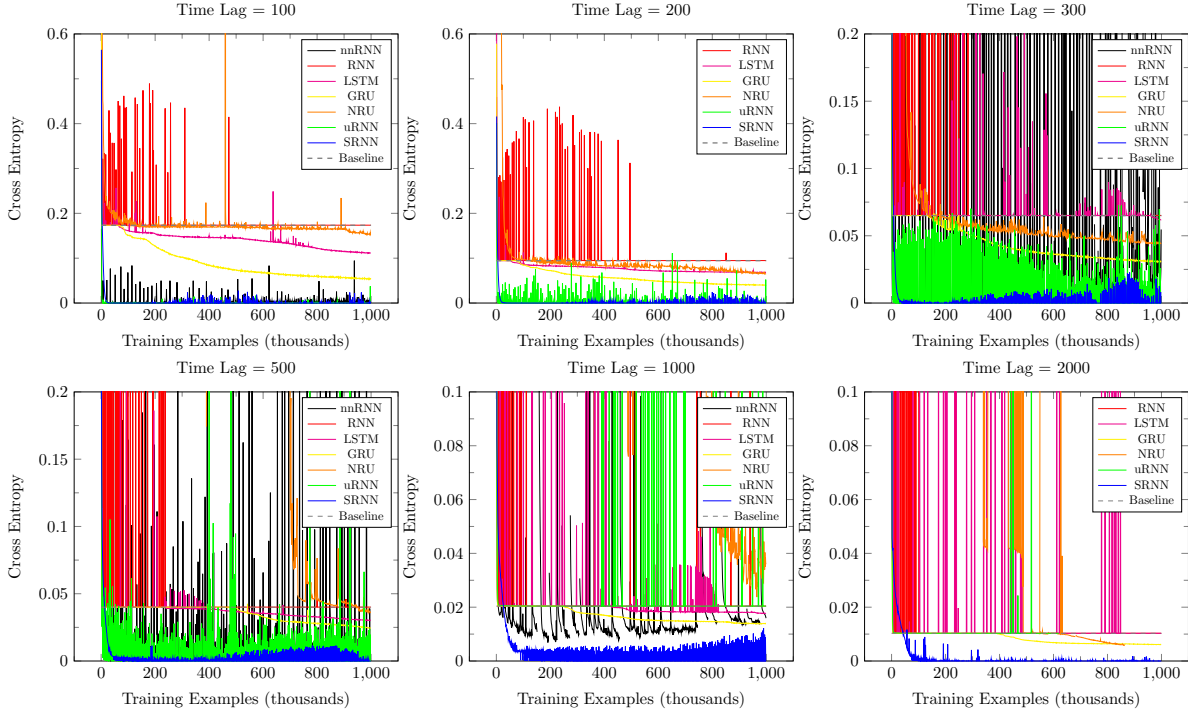 Time Lag = 100
Cross Entropy
0.6
0.4
0.2
0
0 200 400 600 800 1,000
Training Examples (thousands)
nnRNN
RNN
LSTM
GRU
NRU
uRNN
SRNN
Baseline
Time Lag = 200
Cross Entropy
0.6
0.4
0.2
0
0 200 400 600 800 1,000
Training Examples (thousands)
RNN
LSTM
GRU
NRU
uRNN
SRNN
Baseline
Time Lag = 300
Cross Entropy
0.2
0.15
0.1
0.05
0
0 200 400 600 800 1,000
Training Examples (thousands)
nnRNN
RNN
LSTM
GRU
NRU
uRNN
SRNN
Baseline
Time Lag = 500
Cross Entropy
0.2
0.15
0.1
0.05
0
0 200 400 600 800 1,000
Training Examples (thousands)
nnRNN
RNN
LSTM
GRU
NRU
uRNN
SRNN
Baseline
Time Lag = 1000
Cross Entropy
0.1
0.08
0.06
0.04
0.02
0
0 200 400 600 800 1,000
Training Examples (thousands)
nnRNN
RNN
LSTM
GRU
NRU
uRNN
SRNN
Baseline
Time Lag = 2000
Cross Entropy
0.1
0.08
0.06
0.04
0.02
0
0 200 400 600 800 1,000
Training Examples (thousands)
RNN
LSTM
GRU
NRU
uRNN
SRNN
Baseline